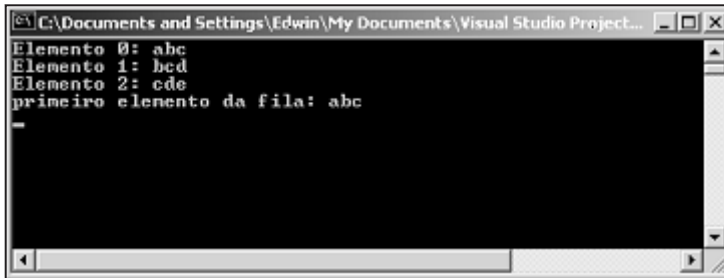 C:\Documents and Settings\Edwin\My Documents\Visual Studio Project...
Elemento 0: abc
Elemento 1: bcd
Elemento 2: cde
primeiro elemento da fila: abc